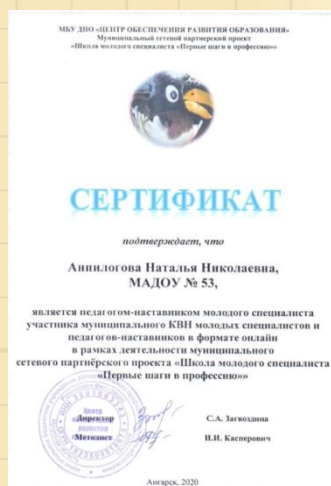 МБУ ДПО «ЦЕНТР ОБЕСПЕЧЕНИЯ РАЗВИТИЯ ОБРАЗОВАНИЯ»
Муниципальный сетевой партнерский проект
«Школа молодого специалиста «Первые шаги в профессию»»
СЕРТИФИКАТ
подтверждает, что
Анпилогова Наталья Николаевна,
МАДОУ № 53,
является педагогом-наставником молодого специалиста
участника муниципального КВН молодых специалистов и
педагогов-наставников в формате онлайн
в рамках деятельности муниципального
сетевого партнёрского проекта «Школа молодого специалиста
«Первые шаги в профессию»»
Директор С.А. Загвоздина
Методист И.И. Касперович
Ангарск, 2020